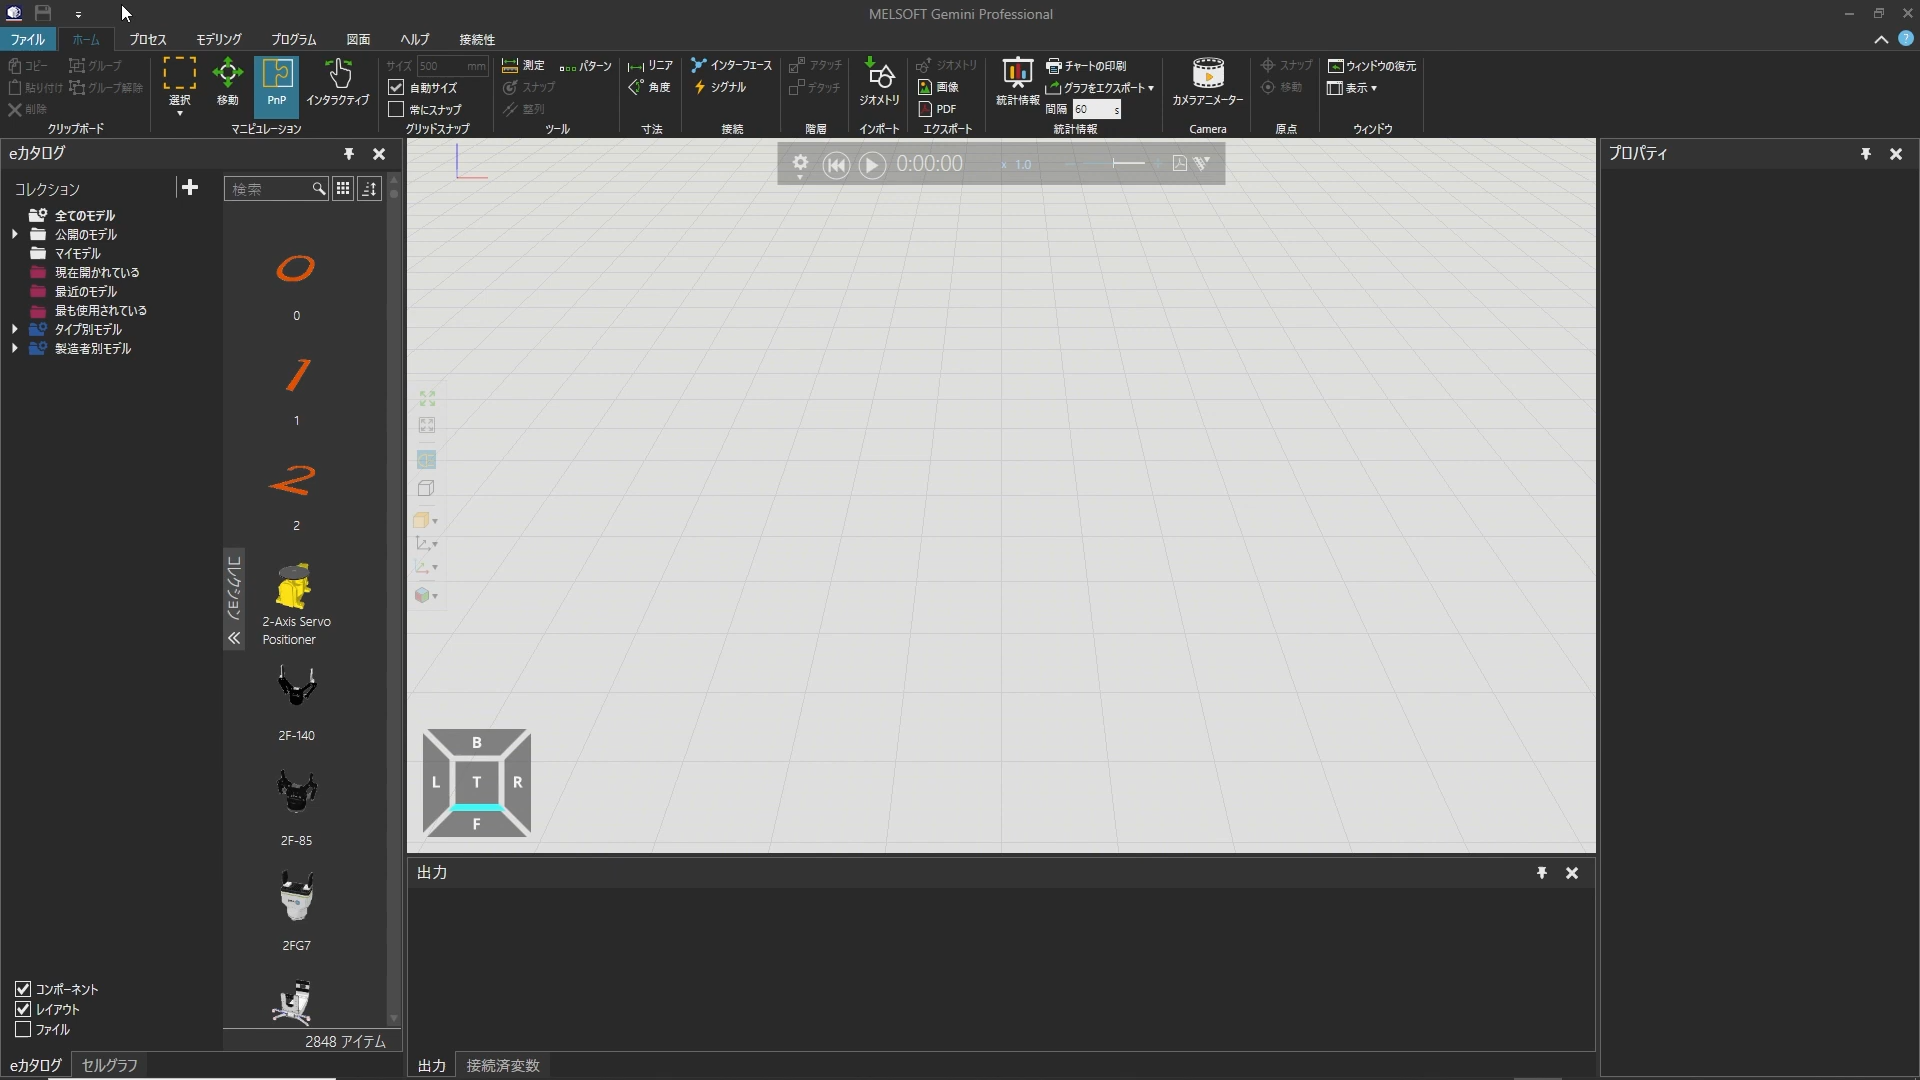 MELSOFT Gemini Professional
ファイル ホーム プロセス モデリング プログラム 図面 ヘルプ 接続性
コピー グループ 選択 移動 PnP インタラクティブ サイズ 500 mm 測定 パターン リニア インターフェース アタッチ ジオメトリ ジオメトリ 統計情報 チャートの印刷 カメラアニメーター スナップ ウィンドウの復元
貼り付け グループ解除 自動サイズ スナップ 角度 シグナル デタッチ 画像 グラフをエクスポート 移動 表示
削除 常にスナップ 整列 PDF 間隔 60 s
クリップボード マニピュレーション グリッドスナップ ツール 寸法 接続 階層 インポート エクスポート 統計情報 Camera 原点 ウィンドウ
eカタログ
コレクション
検索
全てのモデル
公開のモデル
マイモデル
現在開かれている
最近のモデル
最も使用されている
タイプ別モデル
製造者別モデル
0
0
1
1
2
2
コレクション
2-Axis Servo
Positioner
2F-140
2F-85
2FG7
コンポーネント
レイアウト
ファイル
2848 アイテム
eカタログ セルグラフ
0:00:00 x 1.0
B
L T R
F
出力
出力 接続済変数
プロパティ